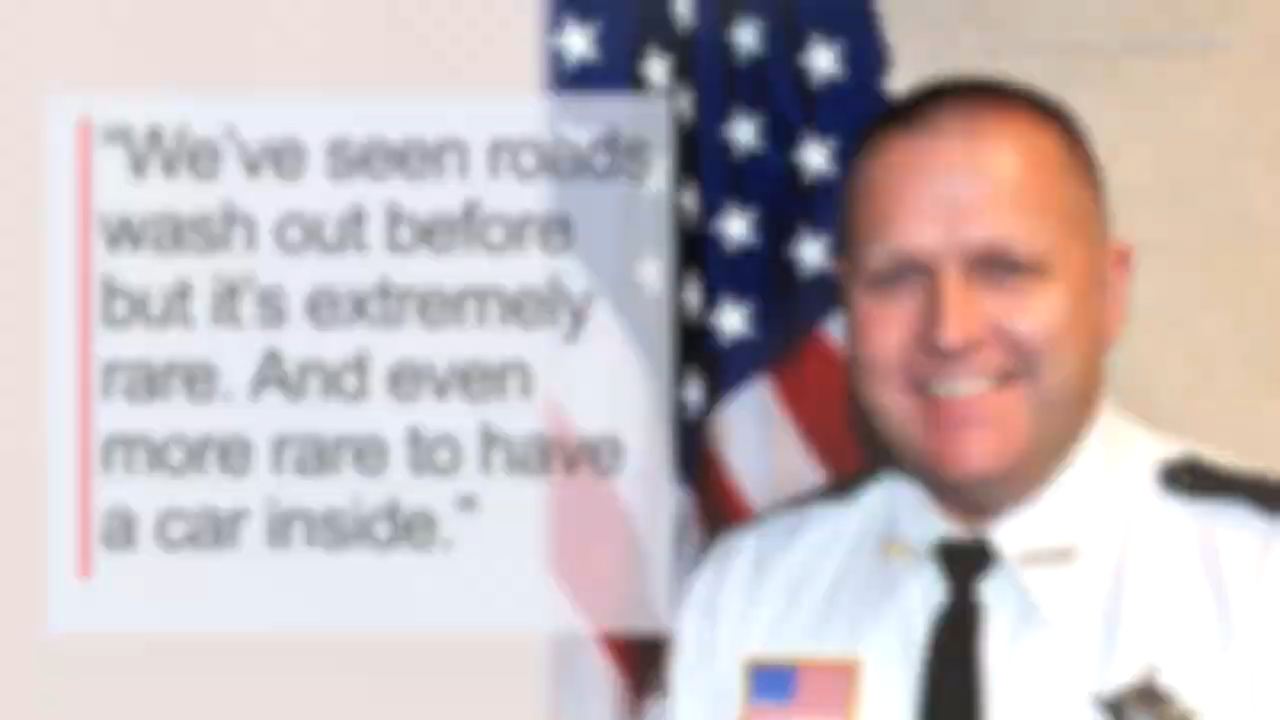 “We’ve seen roads
wash out before
but it’s extremely
rare. And even
more rare to have
a car inside.”